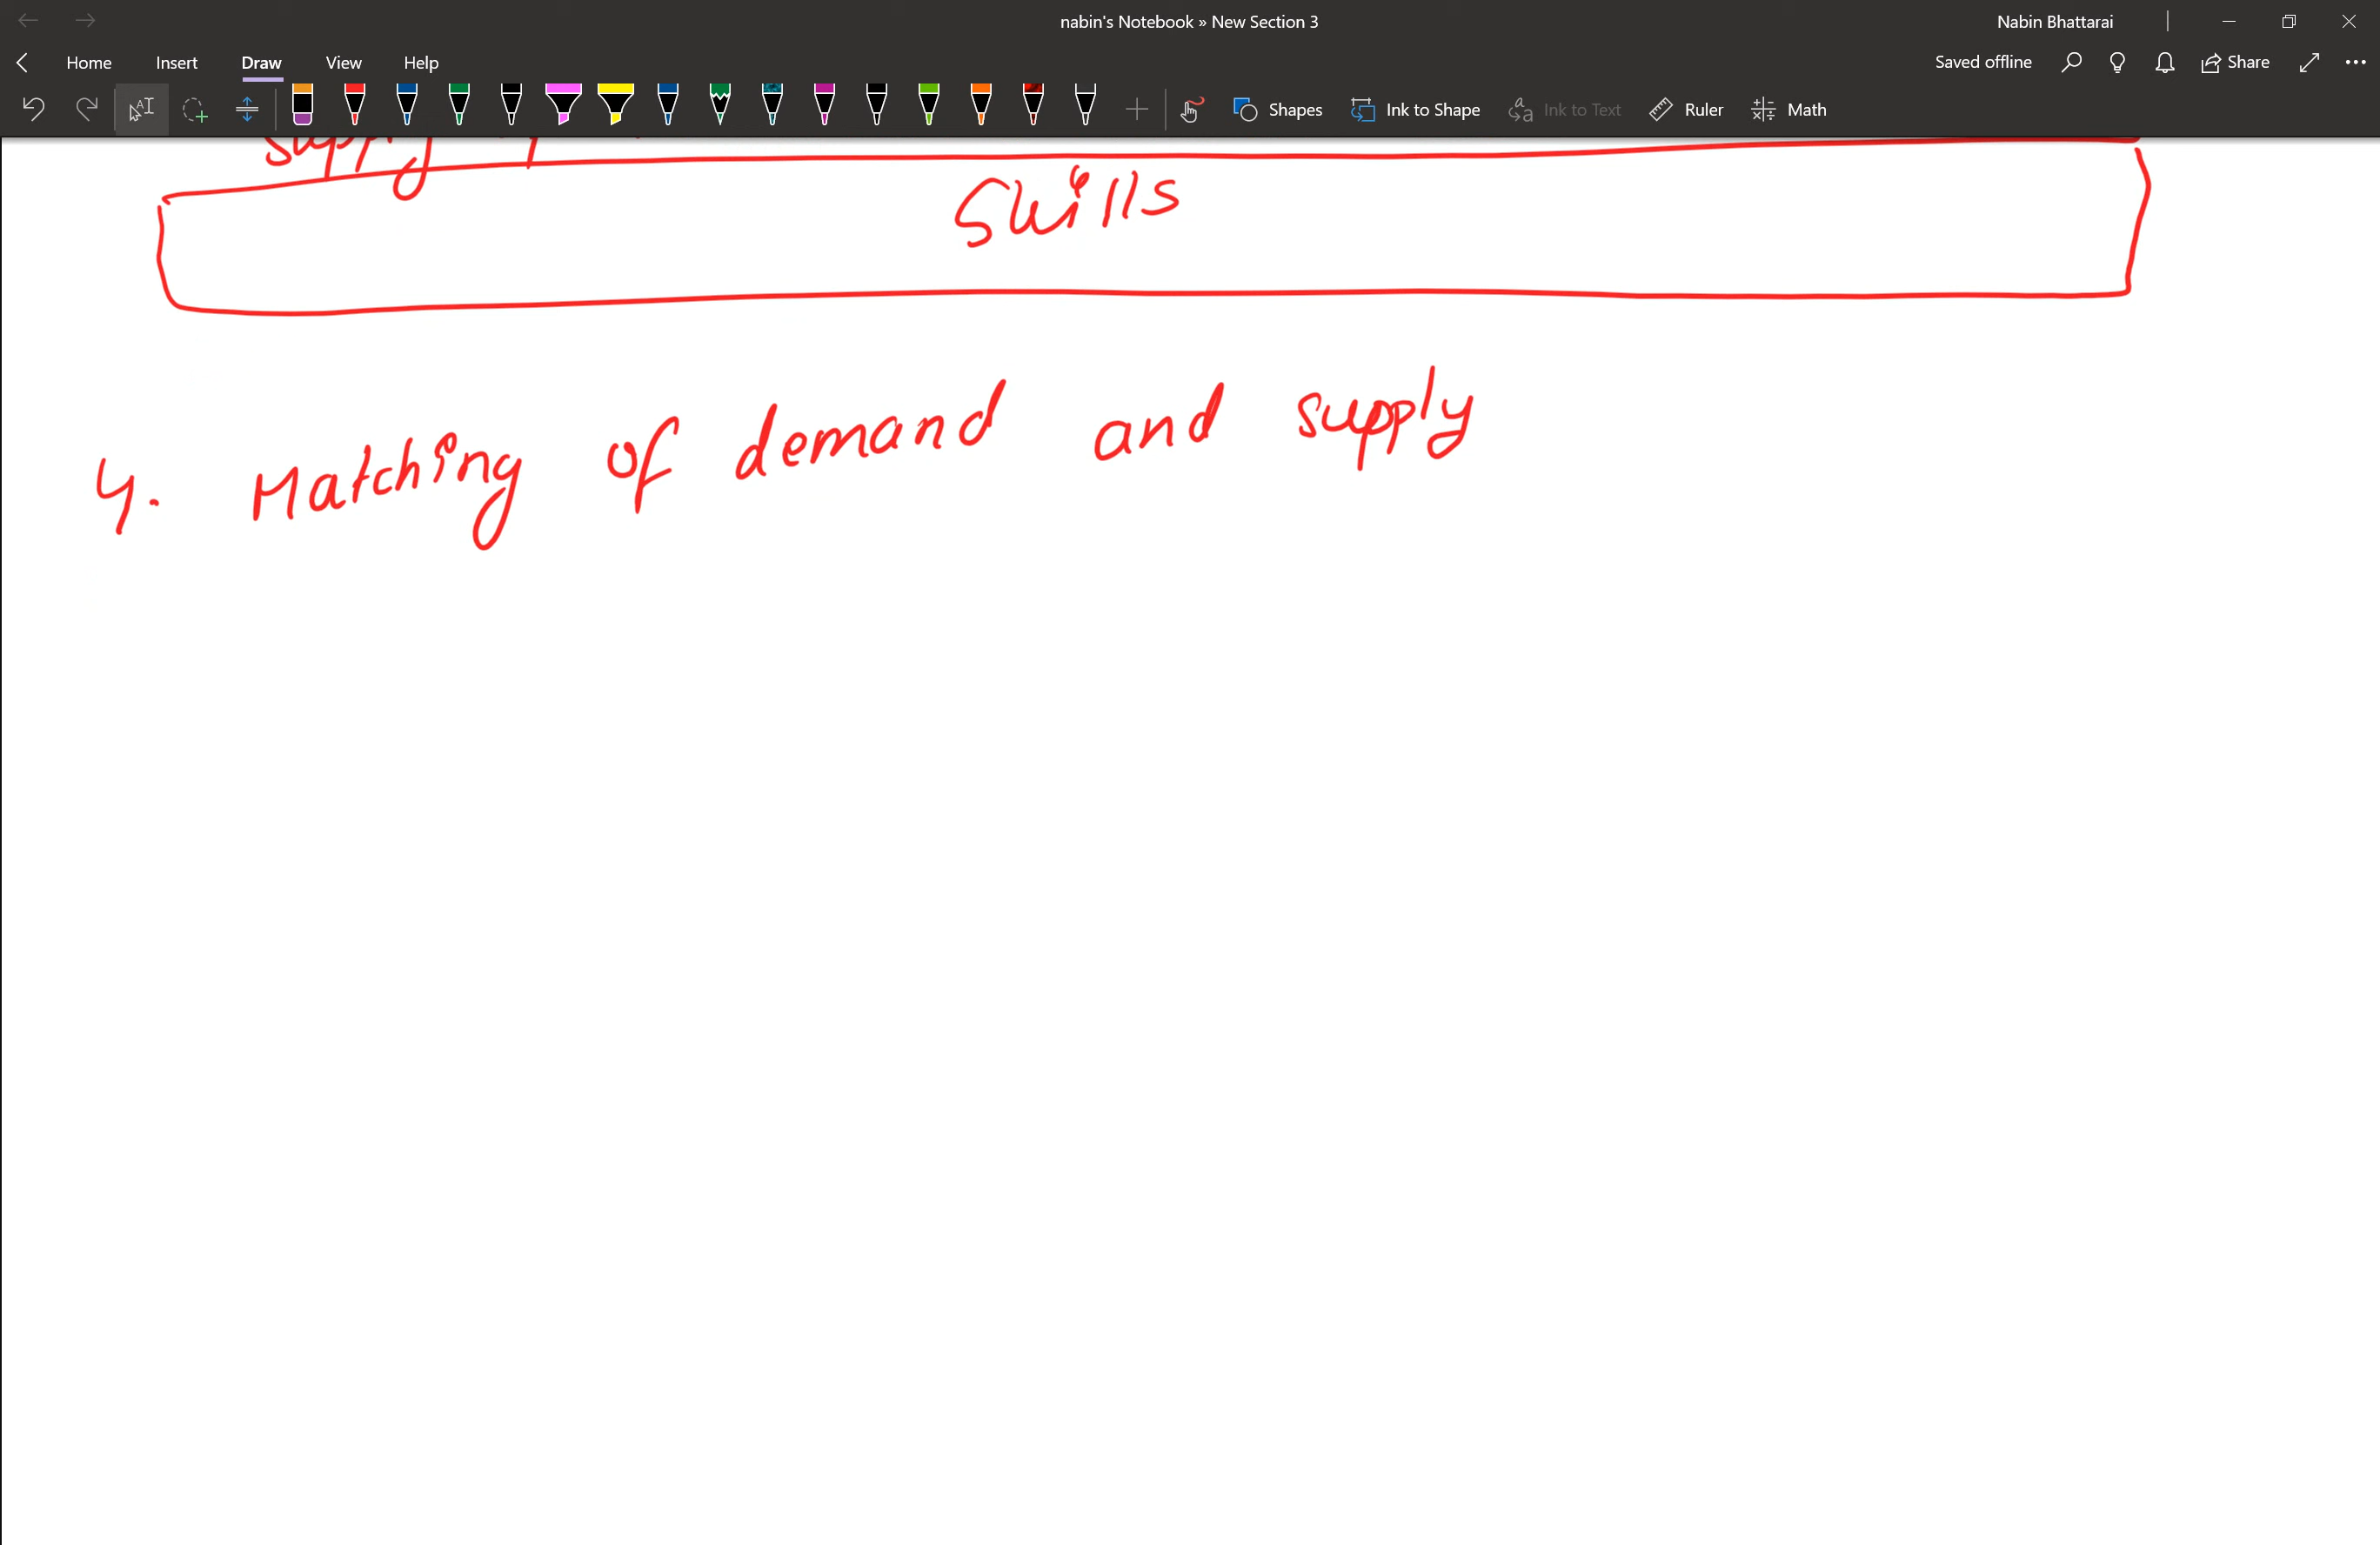 nabin's Notebook » New Section 3
Nabin Bhattarai
Home Insert Draw View Help
Saved offline
Share
Shapes Ink to Shape Ink to Text Ruler Math
supply
Skills
4. Matching of demand and supply